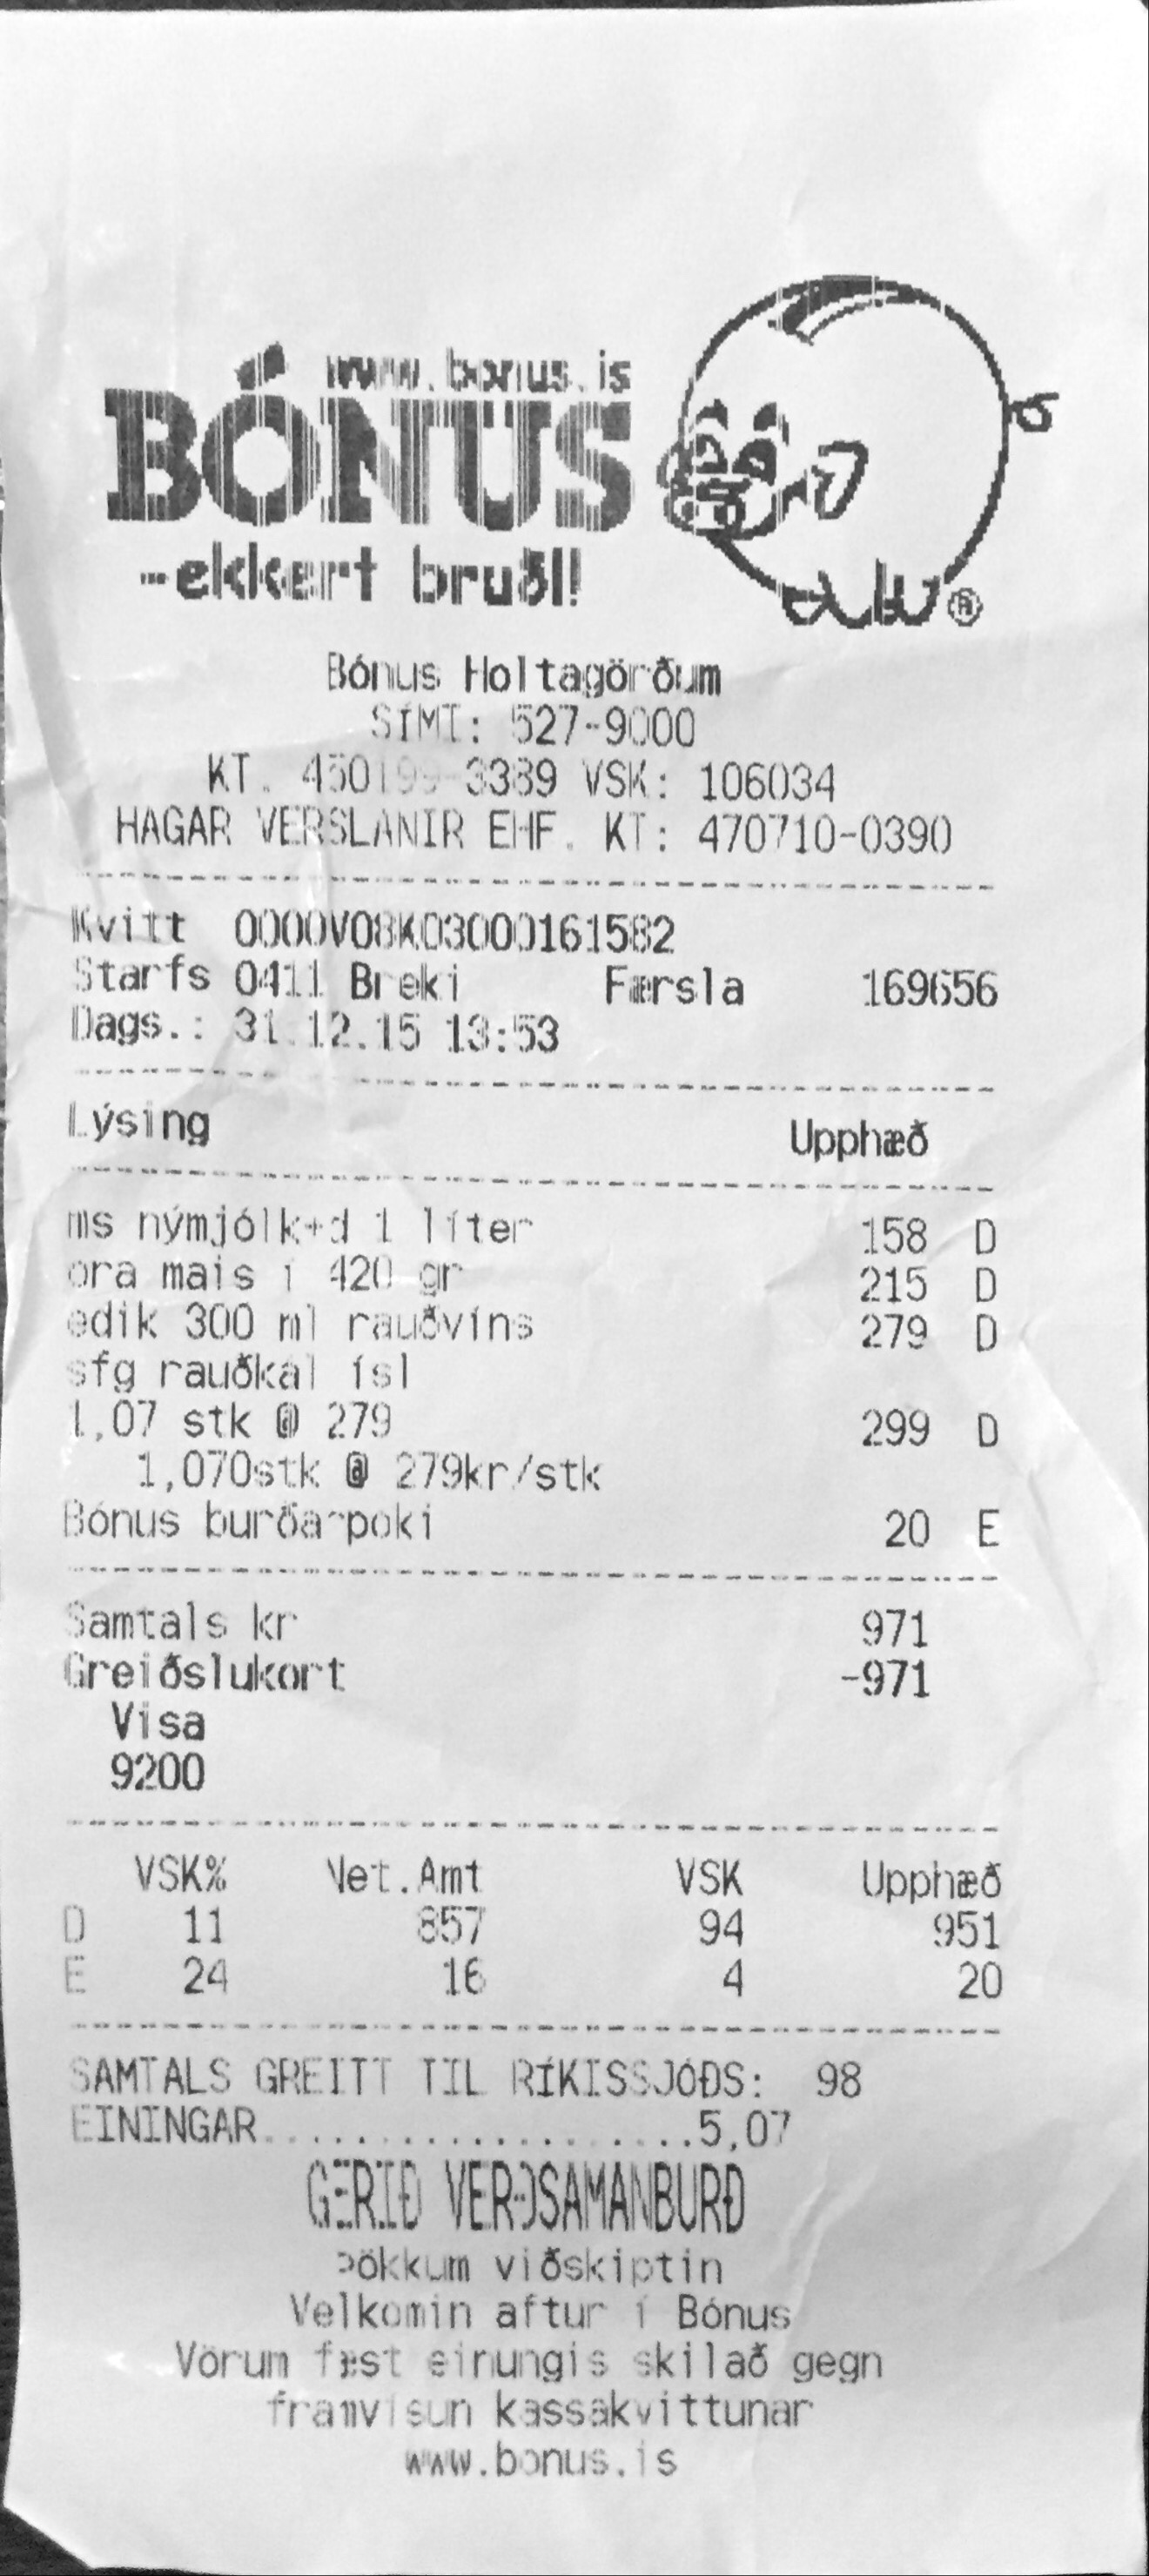 www.bonus.is
BÓNUS
-ekkert bruðl!
Bónus Holtagörðum
SÍMI: 527-9000
KT. 450199-3389 VSK: 106034
HAGAR VERSLANIR EHF. KT: 470710-0390
Kvitt 0000V08K03000161582
Starfs 0411 Breki Færsla 169656
Dags.: 31.12.15 13:53
Lýsing Upphæð
ms nýmjólk+d 1 líter 158 D
ora mais í 420 gr 215 D
edik 300 ml rauðvíns 279 D
sfg rauðkál ísl
1,07 stk @ 279 299 D
1,070stk @ 279kr/stk
Bónus burðarpoki 20 E
Samtals kr 971
Greiðslukort -971
Visa
9200
VSK% Net.Amt VSK Upphæð
D 11 857 94 951
E 24 16 4 20
SAMTALS GREITT TIL RÍKISSJÓÐS: 98
EININGAR....................5,07
GERIÐ VERÐSAMANBURÐ
Þökkum viðskiptin
Velkomin aftur í Bónus
Vörum fæst einungis skilað gegn
framvísun kassakvittunar
www.bonus.is